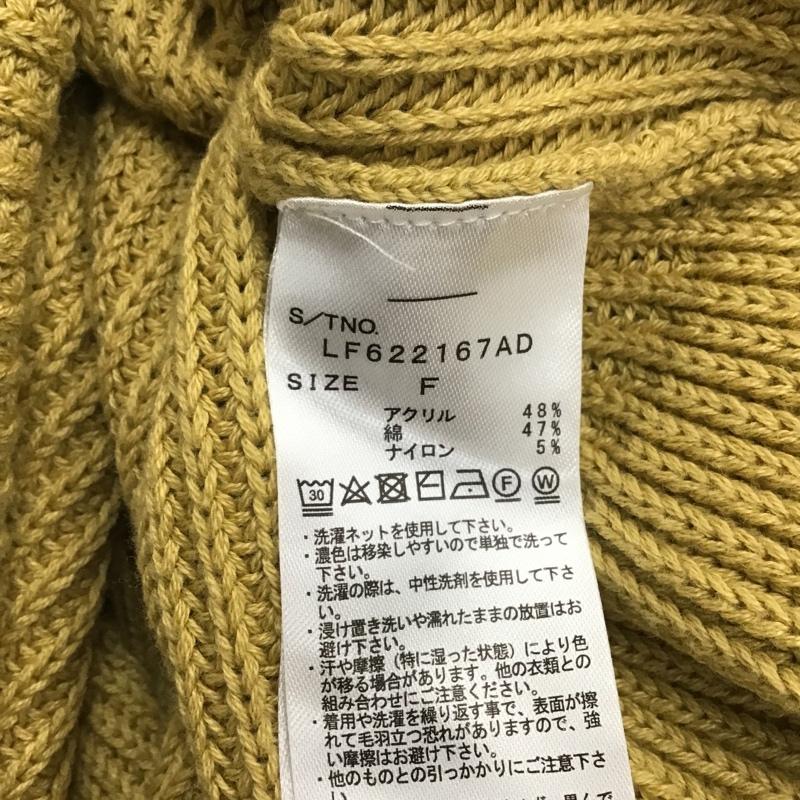 S/TNO.
LF622167AD
SIZE F
アクリル 48%
綿 47%
ナイロン 5%
30 F W
・洗濯ネットを使用して下さい。
・濃色は移染しやすいので単独で洗って
下さい。
・洗濯の際は、中性洗剤を使用して下さ
い。
・浸け置き洗いや濡れたままの放置はお
避け下さい。
・汗や摩擦（特に湿った状態）により色
が移る場合があります。他の衣類との
組み合わせにご注意ください。
・着用や洗濯を繰り返す事で、表面が擦
れて毛羽立つ恐れがありますので、強
い摩擦はお避け下さい。
・他のものとの引っかかりにご注意下さ
い。